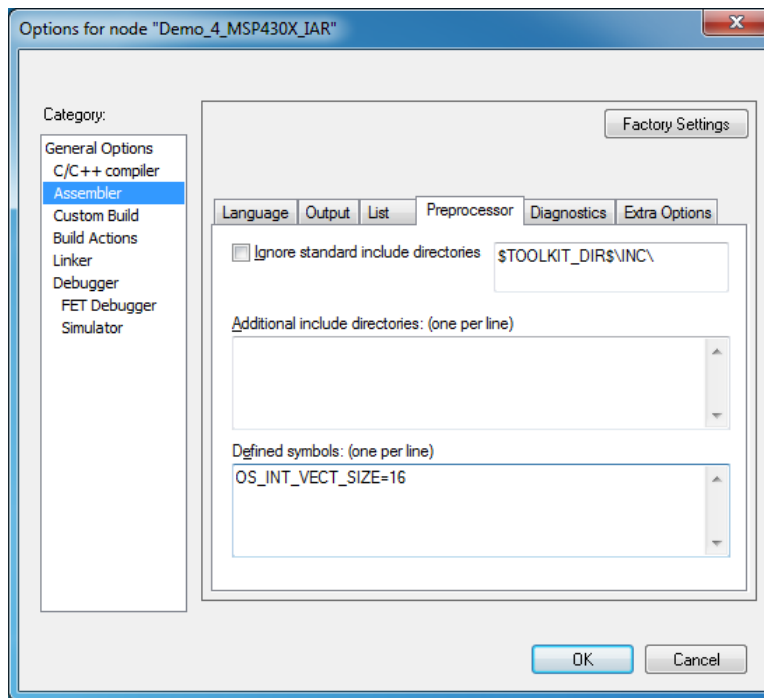 Options for node "Demo_4_MSP430X_IAR"
Category:
General Options
C/C++ compiler
Assembler
Custom Build
Build Actions
Linker
Debugger
FET Debugger
Simulator
Factory Settings
Language Output List Preprocessor Diagnostics Extra Options
Ignore standard include directories
$TOOLKIT_DIR$\INC\
Additional include directories: (one per line)
Defined symbols: (one per line)
OS_INT_VECT_SIZE=16
OK Cancel